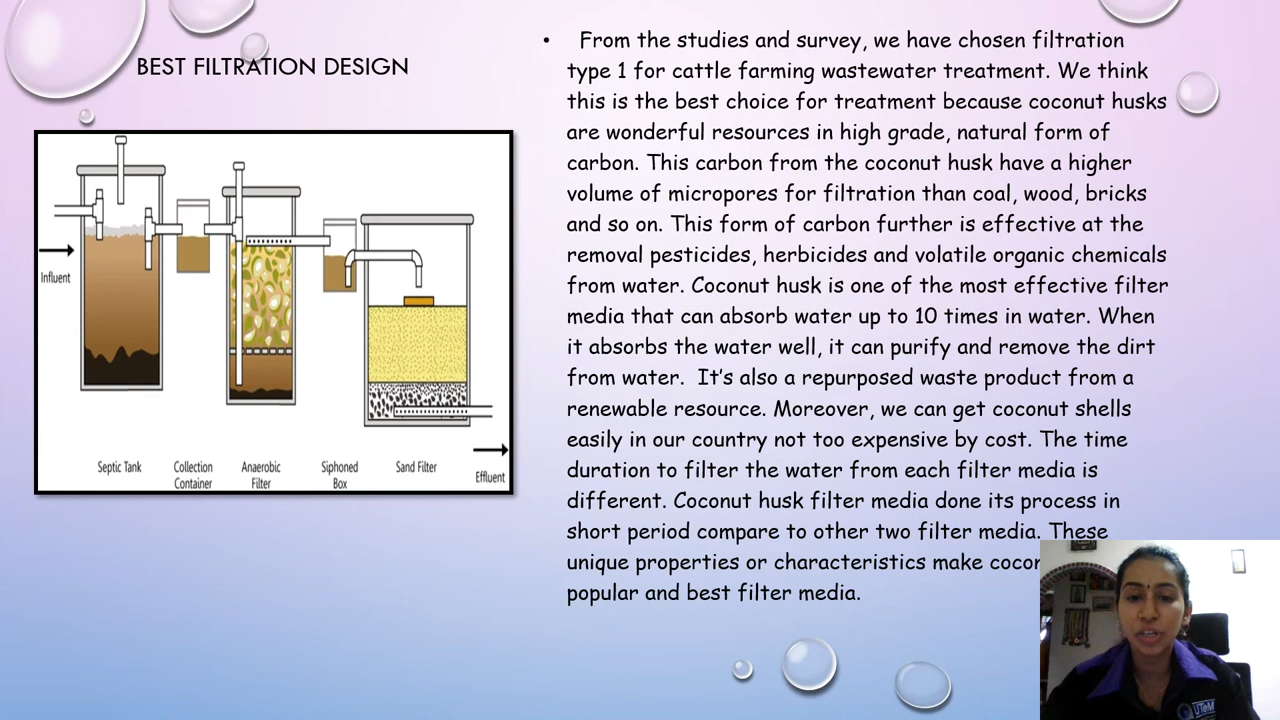 BEST FILTRATION DESIGN
• From the studies and survey, we have chosen filtration
type 1 for cattle farming wastewater treatment. We think
this is the best choice for treatment because coconut husks
are wonderful resources in high grade, natural form of
carbon. This carbon from the coconut husk have a higher
volume of micropores for filtration than coal, wood, bricks
and so on. This form of carbon further is effective at the
removal pesticides, herbicides and volatile organic chemicals
from water. Coconut husk is one of the most effective filter
media that can absorb water up to 10 times in water. When
it absorbs the water well, it can purify and remove the dirt
from water.  It’s also a repurposed waste product from a
renewable resource. Moreover, we can get coconut shells
easily in our country not too expensive by cost. The time
duration to filter the water from each filter media is
different. Coconut husk filter media done its process in
short period compare to other two filter media. These
unique properties or characteristics make
popular and best filter media.
Influent
Septic Tank
Collection
Container
Anaerobic
Filter
Siphoned
Box
Sand Filter
Effluent
UTeM